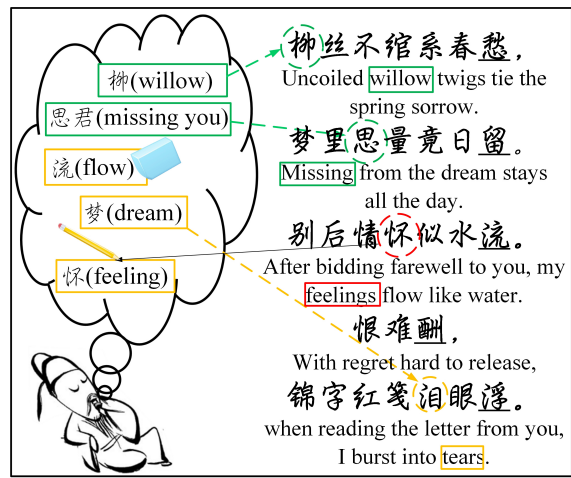 柳(willow)
思君(missing you)
流(flow)
梦(dream)
怀(feeling)
柳丝不绾系春愁，
Uncoiled willow twigs tie the
spring sorrow.
梦里思量竟日留。
Missing from the dream stays
all the day.
别后情怀似水流。
After bidding farewell to you, my
feelings flow like water.
恨难酬，
With regret hard to release,
锦字红笺泪眼浮。
when reading the letter from you,
I burst into tears.